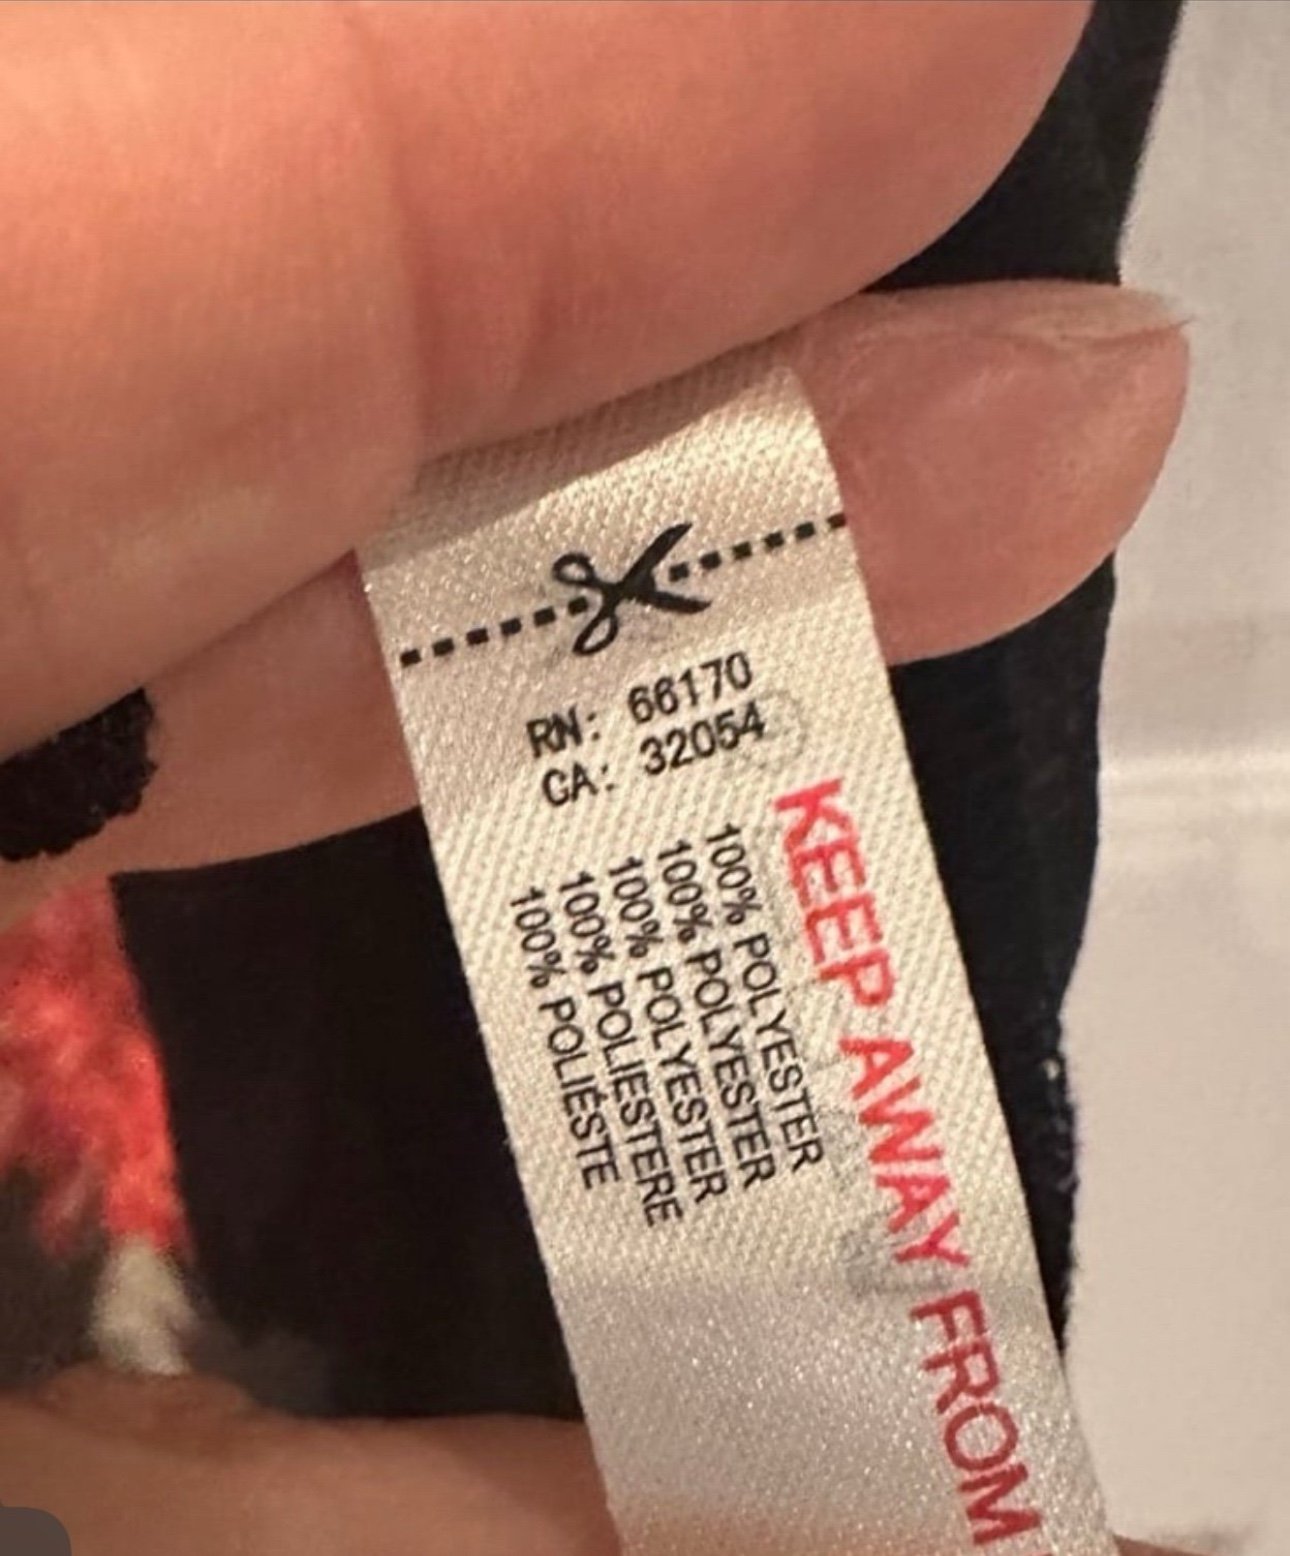 RN: 66170
CA: 32054
KEEP AWAY FROM
100% POLYESTER
100% POLYESTER
100% POLYESTER
100% POLIESTERE
100% POLIÉSTE